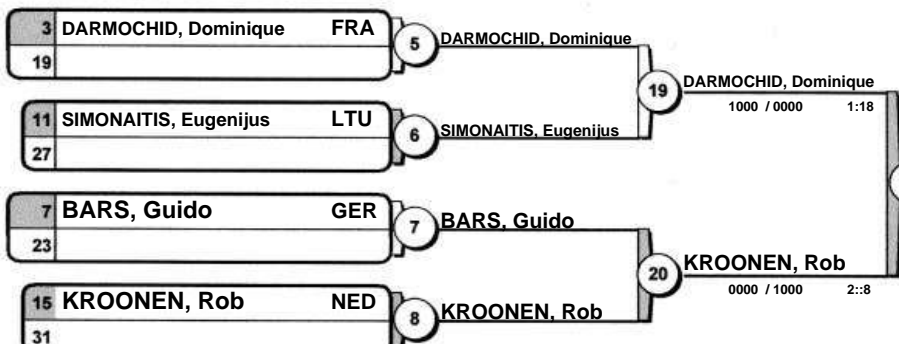 3 DARMOCHID, Dominique FRA
19
5 DARMOCHID, Dominique
11 SIMONAITIS, Eugenijus LTU
27
6 SIMONAITIS, Eugenijus
19 DARMOCHID, Dominique
1000 / 0000 1:18
7 BARS, Guido GER
23
7 BARS, Guido
15 KROONEN, Rob NED
31
8 KROONEN, Rob
20 KROONEN, Rob
0000 / 1000 2::8